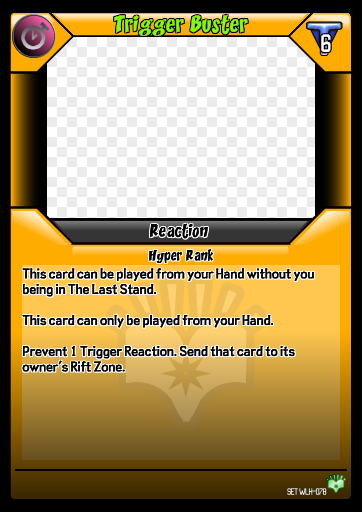 Trigger Buster
6
Reaction
Hyper Rank
This card can be played from your Hand without you
being in The Last Stand.
This card can only be played from your Hand.
Prevent 1 Trigger Reaction. Send that card to its
owner's Rift Zone.
SET WLH-078